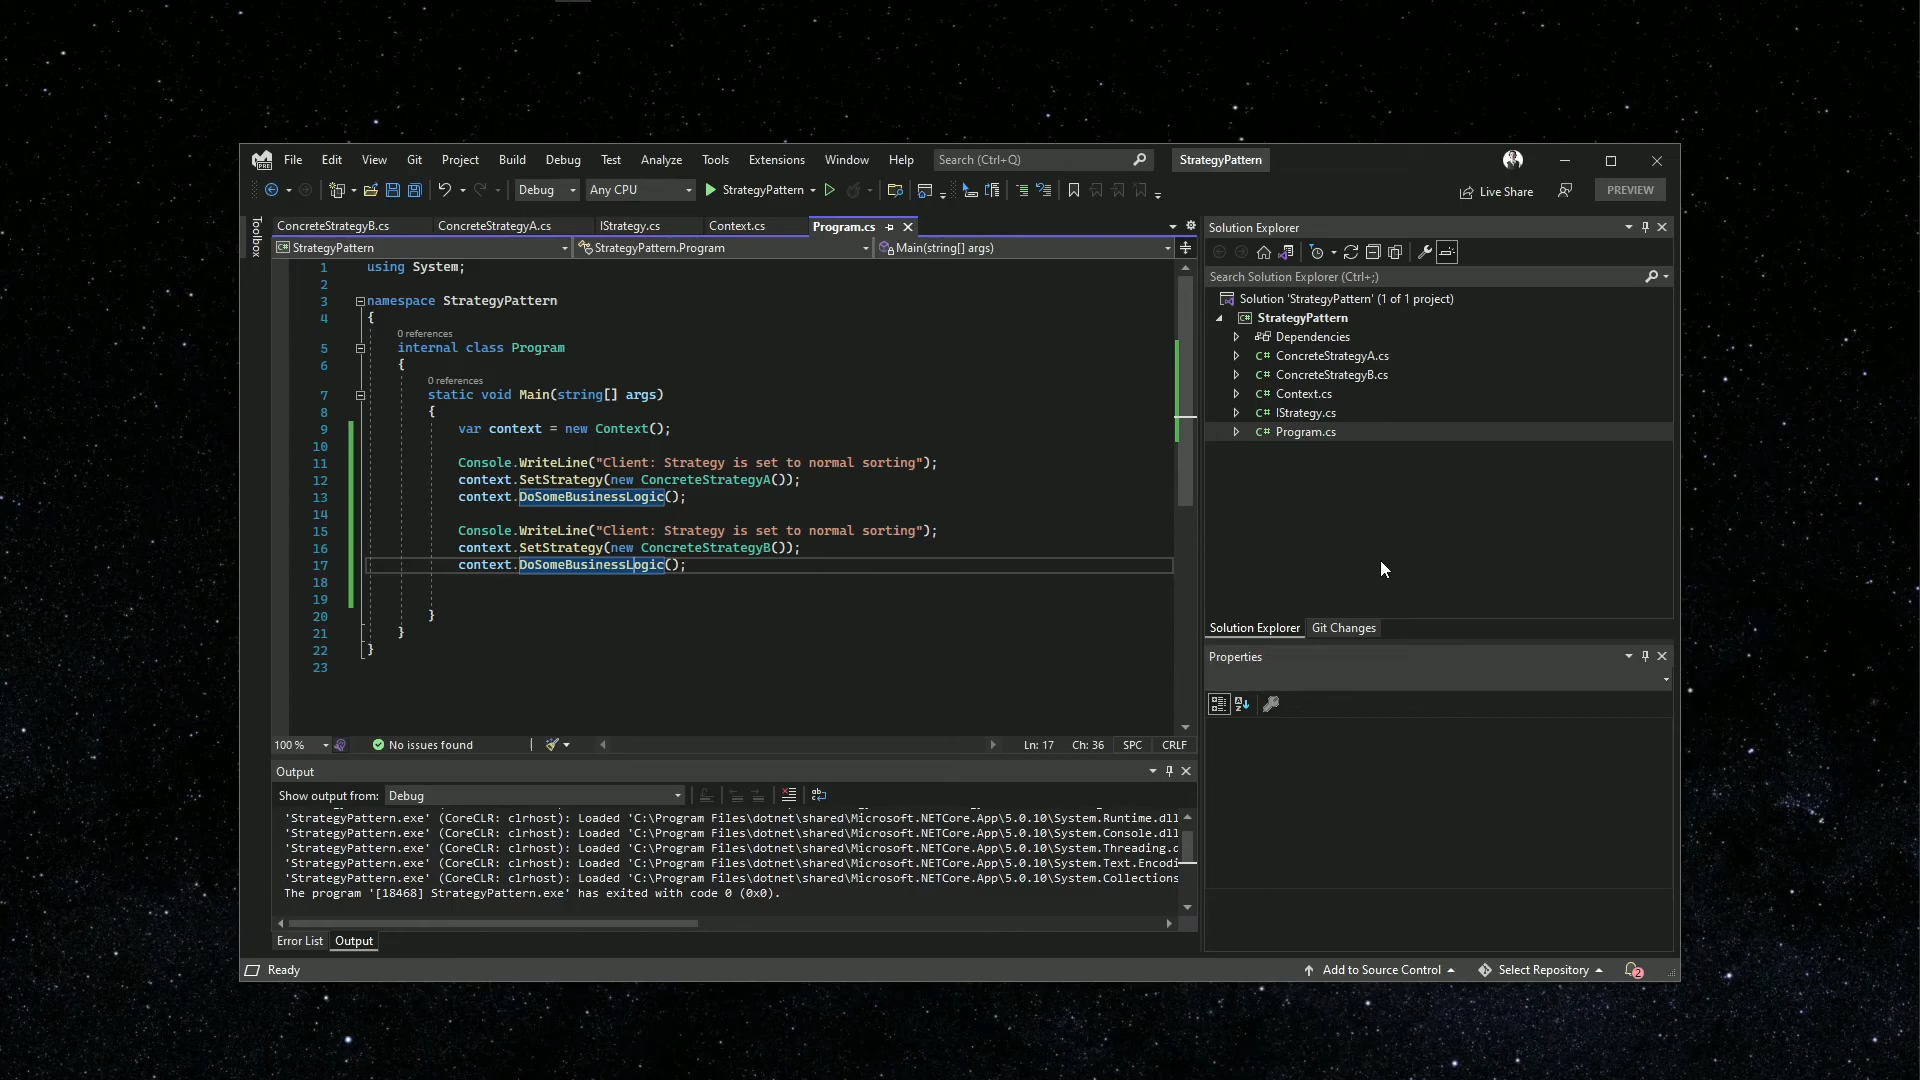 File Edit View Git Project Build Debug Test Analyze Tools Extensions Window Help Search (Ctrl+Q) StrategyPattern
Debug Any CPU StrategyPattern Live Share PREVIEW
Toolbox
ConcreteStrategyB.cs ConcreteStrategyA.cs IStrategy.cs Context.cs Program.cs
StrategyPattern StrategyPattern.Program Main(string[] args)
1 using System;
2
3 namespace StrategyPattern
4 {
0 references
5 internal class Program
6 {
0 references
7 static void Main(string[] args)
8 {
9 var context = new Context();
10
11 Console.WriteLine("Client: Strategy is set to normal sorting");
12 context.SetStrategy(new ConcreteStrategyA());
13 context.DoSomeBusinessLogic();
14
15 Console.WriteLine("Client: Strategy is set to normal sorting");
16 context.SetStrategy(new ConcreteStrategyB());
17 context.DoSomeBusinessLogic();
18
19
20 }
21 }
22 }
23
100 % No issues found Ln: 17 Ch: 36 SPC CRLF
Output
Show output from: Debug
'StrategyPattern.exe' (CoreCLR: clrhost): Loaded 'C:\Program Files\dotnet\shared\Microsoft.NETCore.App\5.0.10\System.Runtime.dll
'StrategyPattern.exe' (CoreCLR: clrhost): Loaded 'C:\Program Files\dotnet\shared\Microsoft.NETCore.App\5.0.10\System.Console.dll
'StrategyPattern.exe' (CoreCLR: clrhost): Loaded 'C:\Program Files\dotnet\shared\Microsoft.NETCore.App\5.0.10\System.Threading.d
'StrategyPattern.exe' (CoreCLR: clrhost): Loaded 'C:\Program Files\dotnet\shared\Microsoft.NETCore.App\5.0.10\System.Text.Encodi
'StrategyPattern.exe' (CoreCLR: clrhost): Loaded 'C:\Program Files\dotnet\shared\Microsoft.NETCore.App\5.0.10\System.Collections
The program '[18468] StrategyPattern.exe' has exited with code 0 (0x0).
Error List Output
Solution Explorer
Search Solution Explorer (Ctrl+;)
Solution 'StrategyPattern' (1 of 1 project)
C# StrategyPattern
Dependencies
C# ConcreteStrategyA.cs
C# ConcreteStrategyB.cs
C# Context.cs
C# IStrategy.cs
C# Program.cs
Solution Explorer Git Changes
Properties
Ready Add to Source Control Select Repository 2